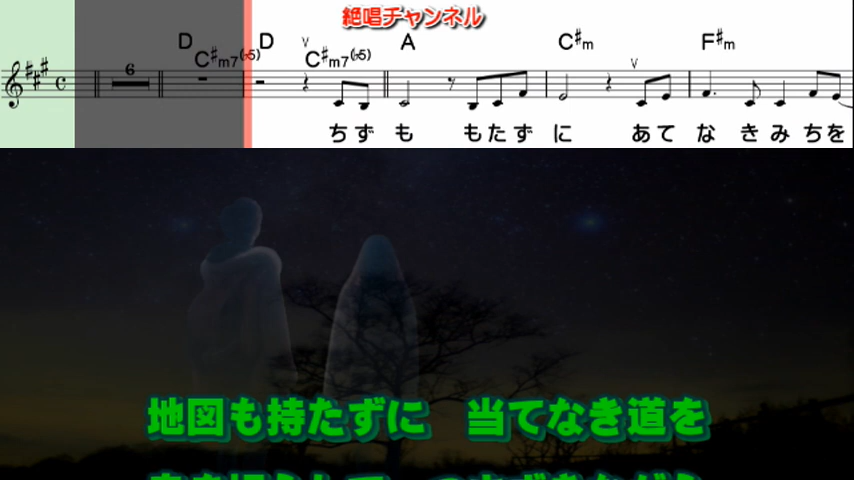 絶唱チャンネル
6 D C#m7(♭5) D C#m7(♭5) A C#m F#m
ちず も もたず に あて な き み ちを
地図も持たずに 当てなき道を